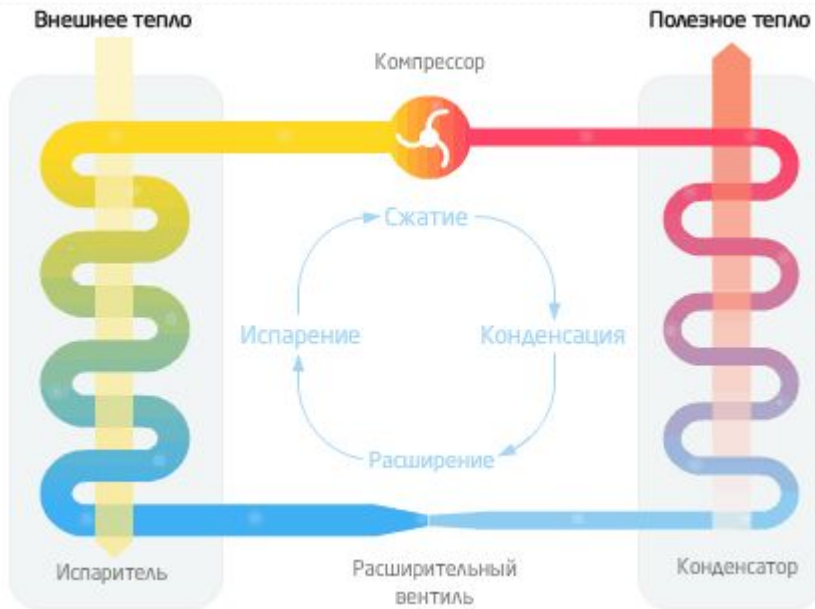 Внешнее тепло
Полезное тепло
Компрессор
Сжатие
Испарение
Конденсация
Расширение
Испаритель
Расширительный
вентиль
Конденсатор